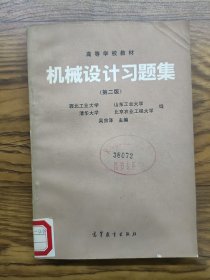 高等学校教材
机械设计习题集
(第二版)
西北工业大学 山东工业大学
清华大学 北京农业工程大学 编
吴宗泽 主编
38072
高等教育出版社